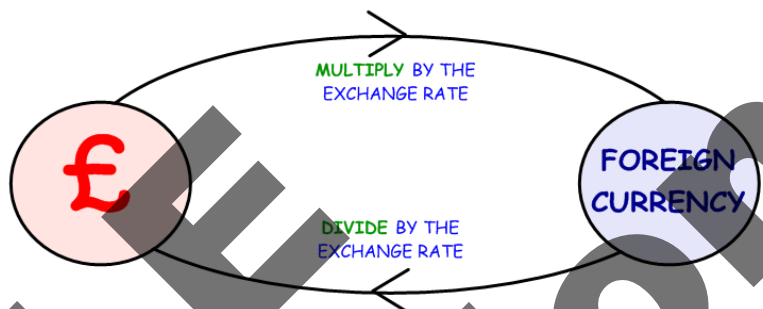 MULTIPLY BY THE
EXCHANGE RATE
£
FOREIGN
CURRENCY
DIVIDE BY THE
EXCHANGE RATE